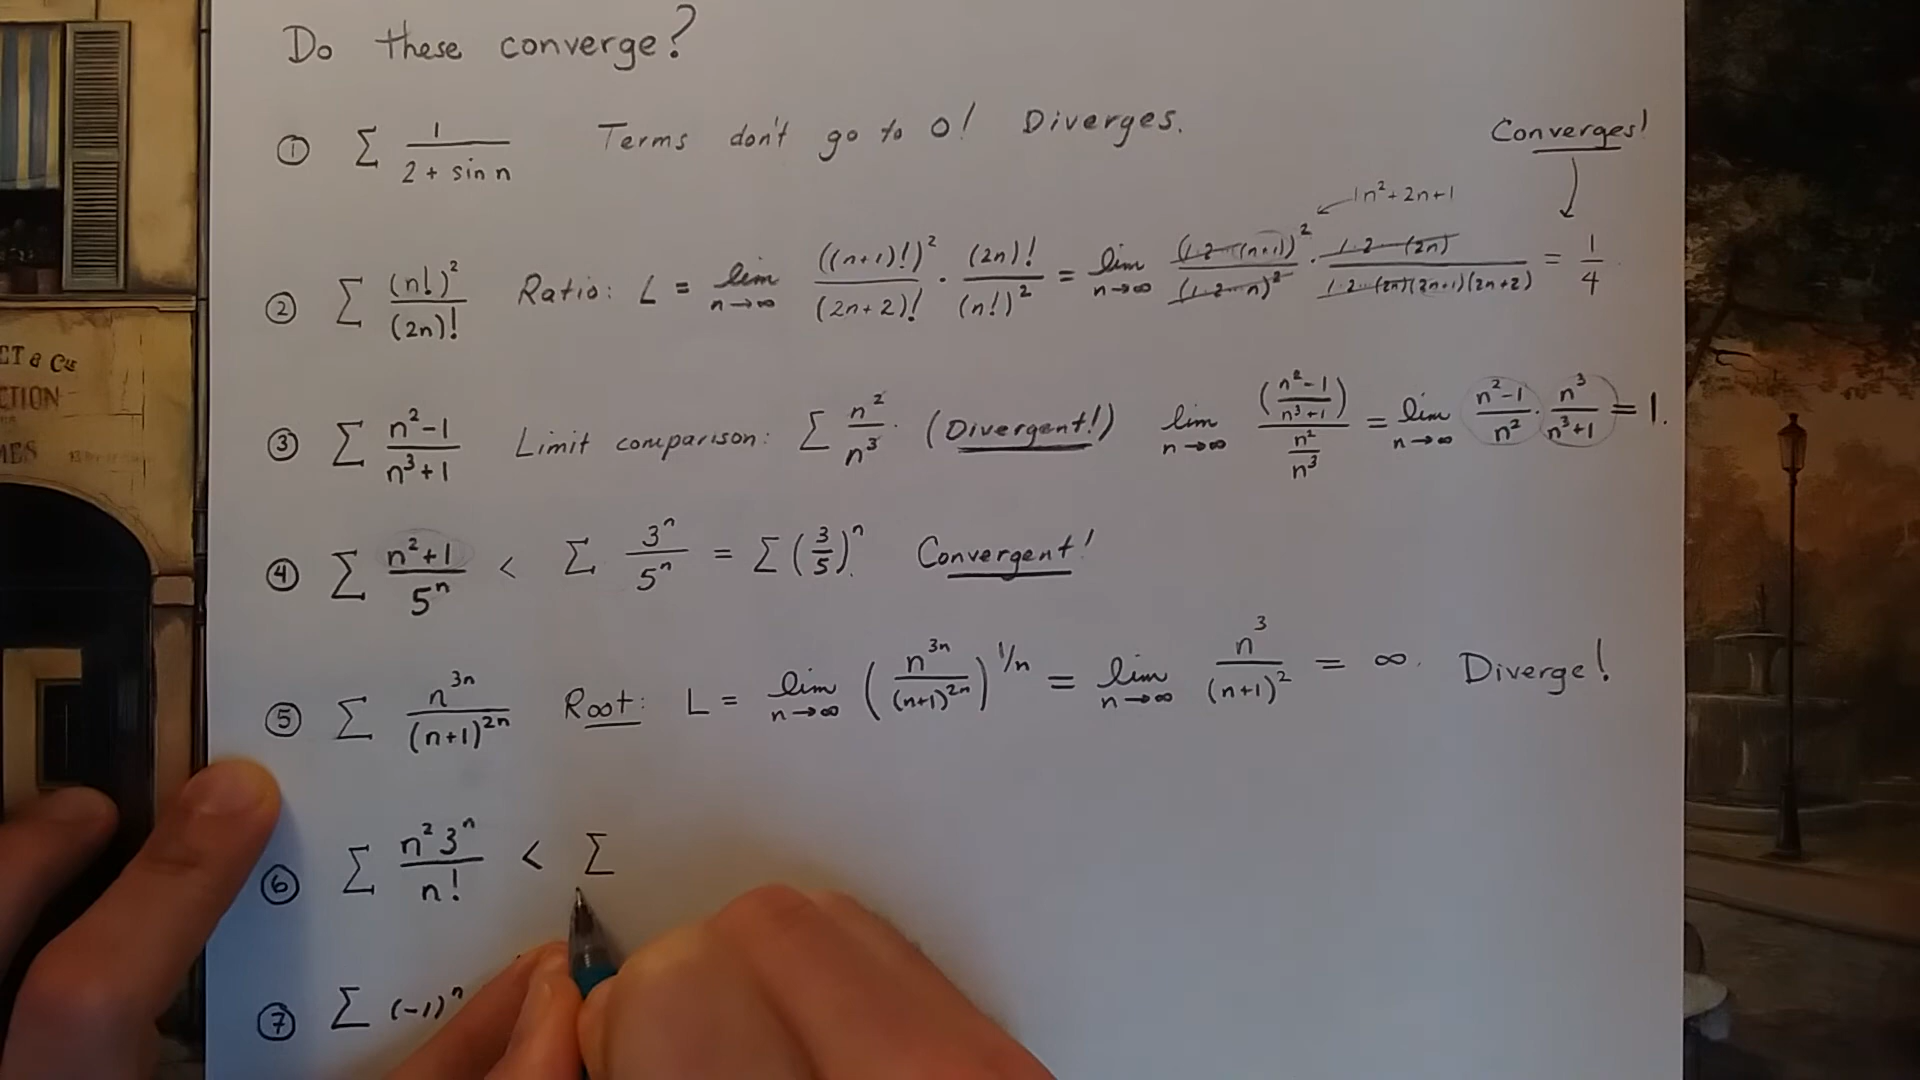 Do these converge?
① ∑ 1/(2 + sin n) Terms don't go to 0! Diverges. Converges!
② ∑ (n!)²/(2n)! Ratio: L = lim n→∞ ((n+1)!)²/(2n+2)! · (2n)!/(n!)² = lim n→∞ (1·2···(n+1))²/(1·2···n)² · 1·2···(2n)/1·2···(2n)(2n+1)(2n+2) = 1/4
1n²+2n+1
③ ∑ (n²-1)/(n³+1) Limit comparison: ∑ n²/n³. (Divergent!) lim n→∞ ((n²-1)/(n³+1))/(n²/n³) = lim n→∞ (n²-1)/n² · n³/(n³+1) = 1.
④ ∑ (n²+1)/5ⁿ < ∑ 3ⁿ/5ⁿ = ∑ (3/5)ⁿ. Convergent!
⑤ ∑ n³ⁿ/(n+1)²ⁿ Root: L = lim n→∞ (n³ⁿ/(n+1)²ⁿ)^1/n = lim n→∞ n³/(n+1)² = ∞. Diverge!
⑥ ∑ n²3ⁿ/n! < ∑
⑦ ∑ (-1)ⁿ